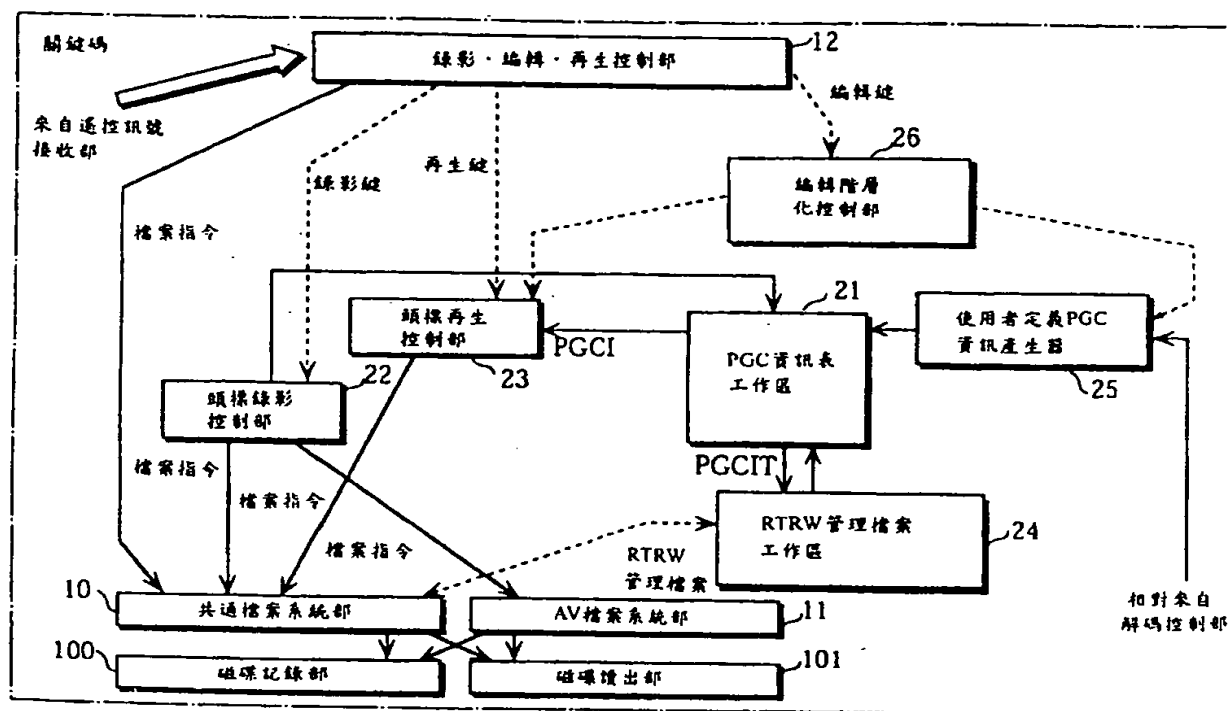 關鍵碼
12
錄影·編輯·再生控制部
編輯鍵
來自遙控訊號
接收部
26
編輯階層
化控制部
再生鍵
錄影鍵
檔案指令
21
頭標再生
控制部
PGCI
PGC資訊表
工作區
使用者定義PGC
資訊產生器
22
23
25
頭標錄影
控制部
檔案指令
檔案指令
PGCIT
檔案指令
RTRW管理檔案
工作區
24
RTRW
管理檔案
10
共通檔案系統部
AV檔案系統部
11
相對來自
解碼控制部
100
磁碟記錄部
磁碟讀出部
101